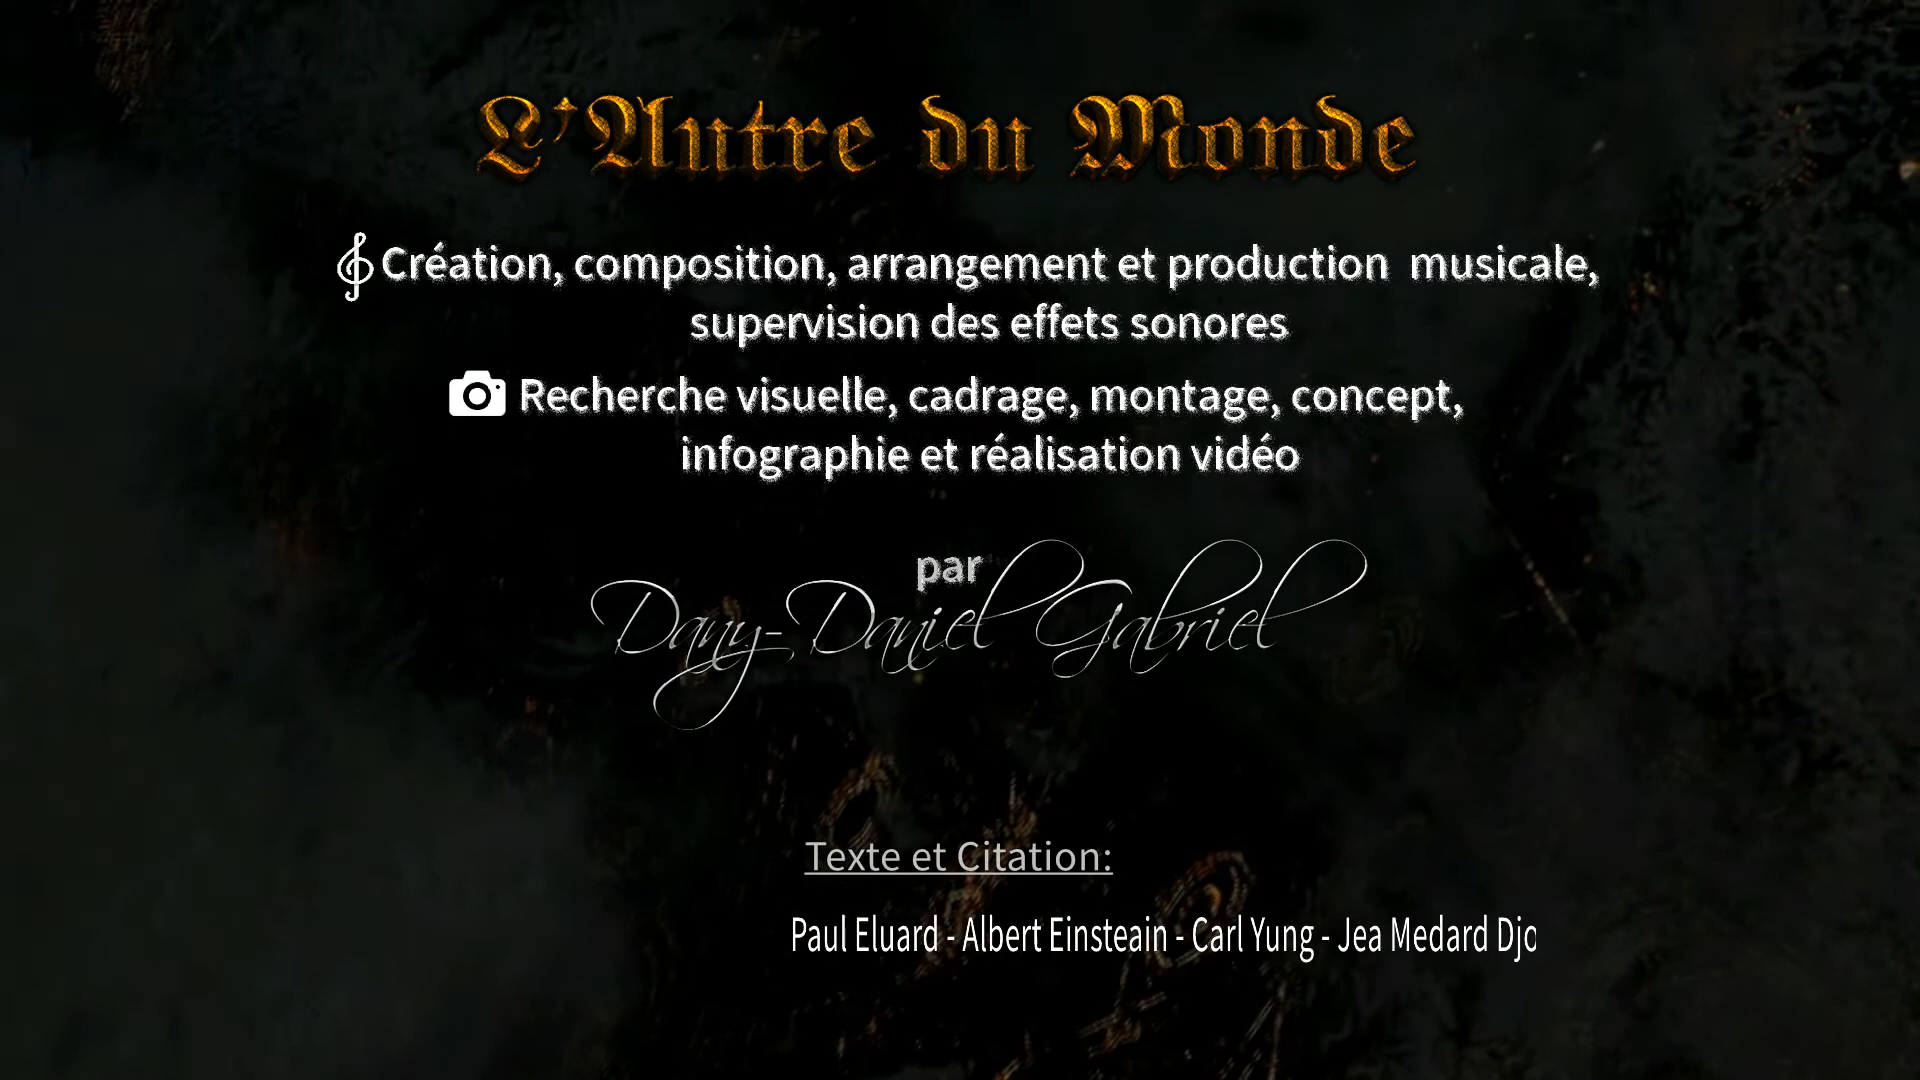 L'Autre du Monde
Création, composition, arrangement et production musicale,
supervision des effets sonores
Recherche visuelle, cadrage, montage, concept,
infographie et réalisation vidéo
par
Dany-Daniel Gabriel
Texte et Citation:
Paul Eluard - Albert Einsteain - Carl Yung - Jea Medard